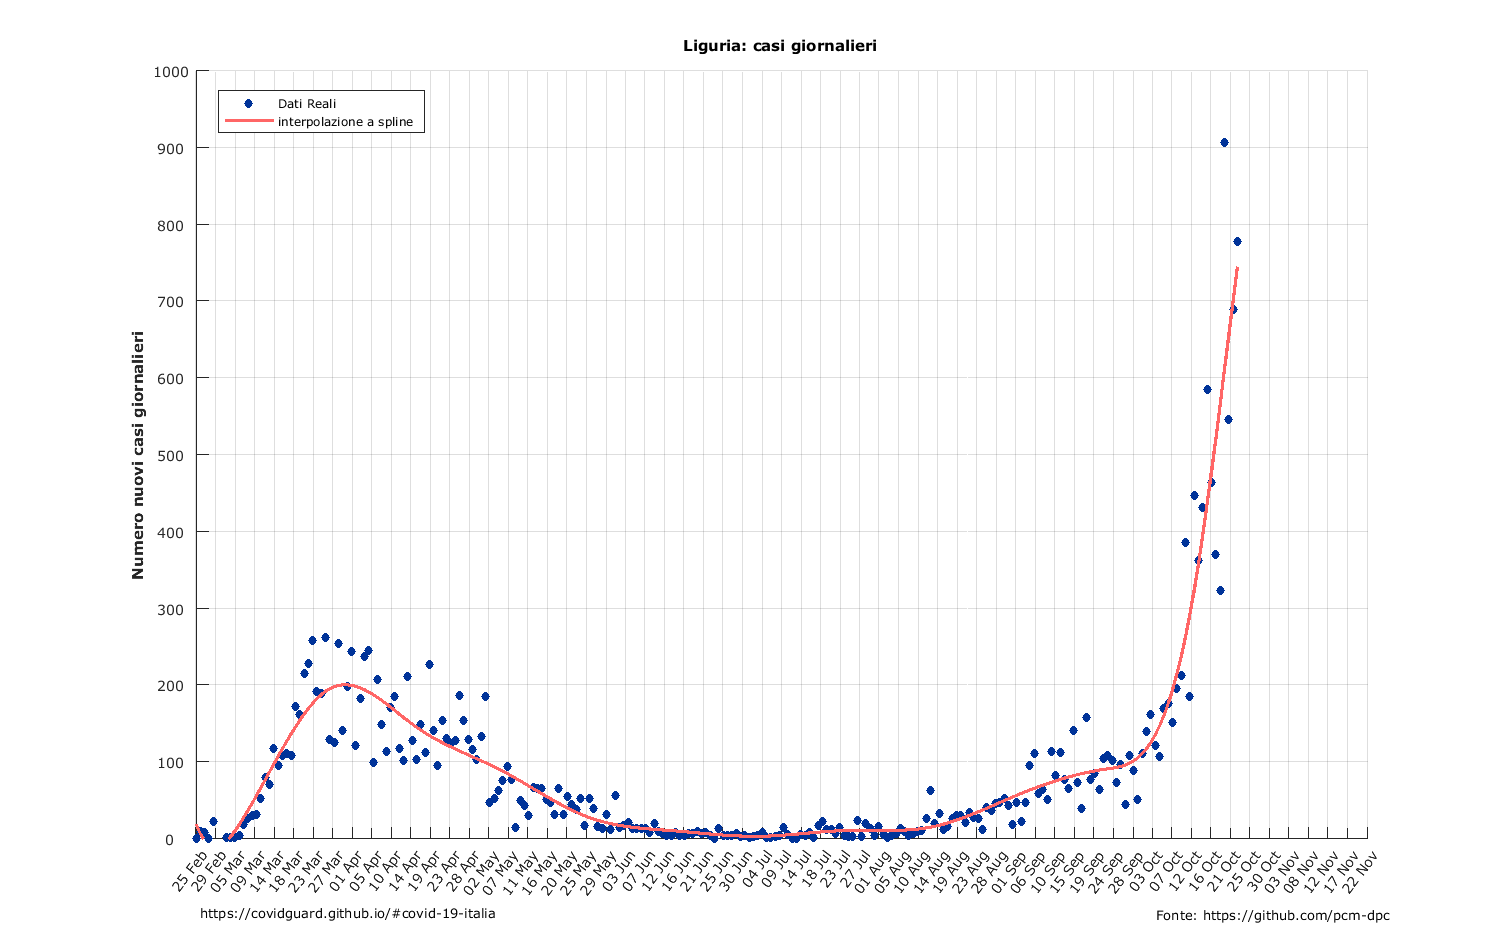 Liguria: casi giornalieri
Dati Reali
interpolazione a spline
Numero nuovi casi giornalieri
1000
900
800
700
600
500
400
300
200
100
0
25 Feb
29 Feb
05 Mar
09 Mar
14 Mar
18 Mar
23 Mar
27 Mar
01 Apr
05 Apr
10 Apr
14 Apr
19 Apr
23 Apr
28 Apr
02 May
07 May
11 May
16 May
20 May
25 May
29 May
03 Jun
07 Jun
12 Jun
16 Jun
21 Jun
25 Jun
30 Jun
04 Jul
09 Jul
14 Jul
18 Jul
23 Jul
27 Jul
01 Aug
05 Aug
10 Aug
14 Aug
19 Aug
23 Aug
28 Aug
01 Sep
06 Sep
10 Sep
15 Sep
19 Sep
24 Sep
28 Sep
03 Oct
07 Oct
12 Oct
16 Oct
21 Oct
25 Oct
30 Oct
03 Nov
08 Nov
12 Nov
17 Nov
22 Nov
https://covidguard.github.io/#covid-19-italia
Fonte: https://github.com/pcm-dpc